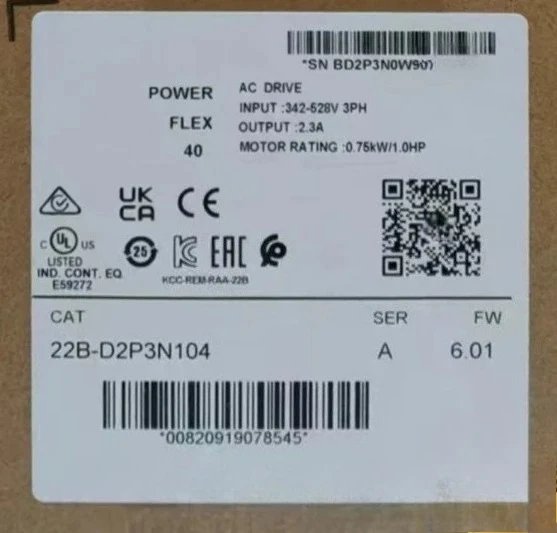 *SN BD2P3N0W90
POWER
FLEX
40
AC DRIVE
INPUT :342-528V 3PH
OUTPUT :2.3A
MOTOR RATING :0.75kW/1.0HP
UK
CA
CE
C UL US
LISTED
IND. CONT. EQ.
E59272
25
EAC
KCC-REM-RAA-22B
CAT SER FW
22B-D2P3N104 A 6.01
*00820919078545*